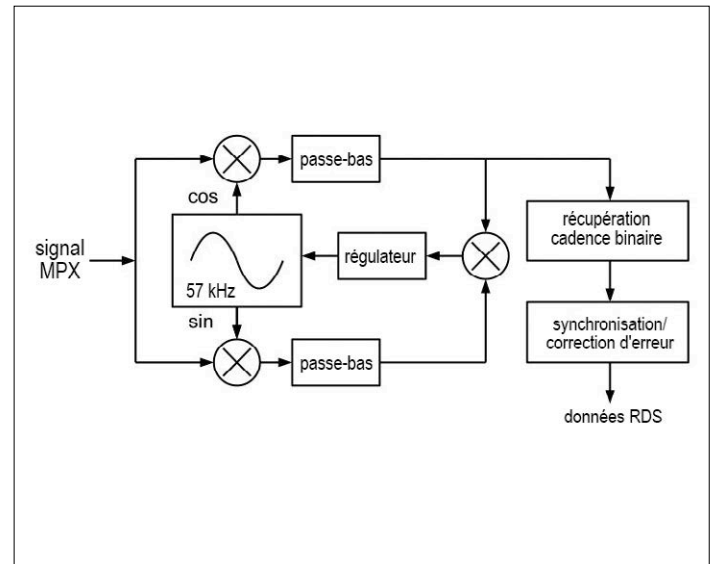 passe-bas
cos
récupération
cadence binaire
signal
MPX
régulateur
57 kHz
sin
synchronisation/
correction d'erreur
passe-bas
données RDS